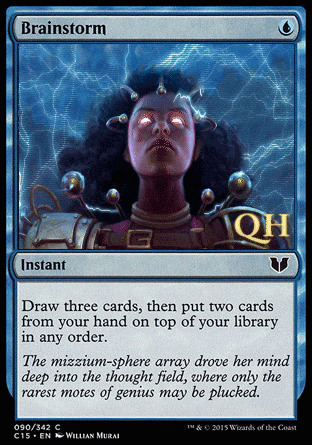 Brainstorm
QH
Instant
Draw three cards, then put two cards
from your hand on top of your library
in any order.
The mizzium-sphere array drove her mind
deep into the thought field, where only the
rarest motes of genius may be plucked.
090/342 C
C15 • EN Willian Murai
™ & © 2015 Wizards of the Coast